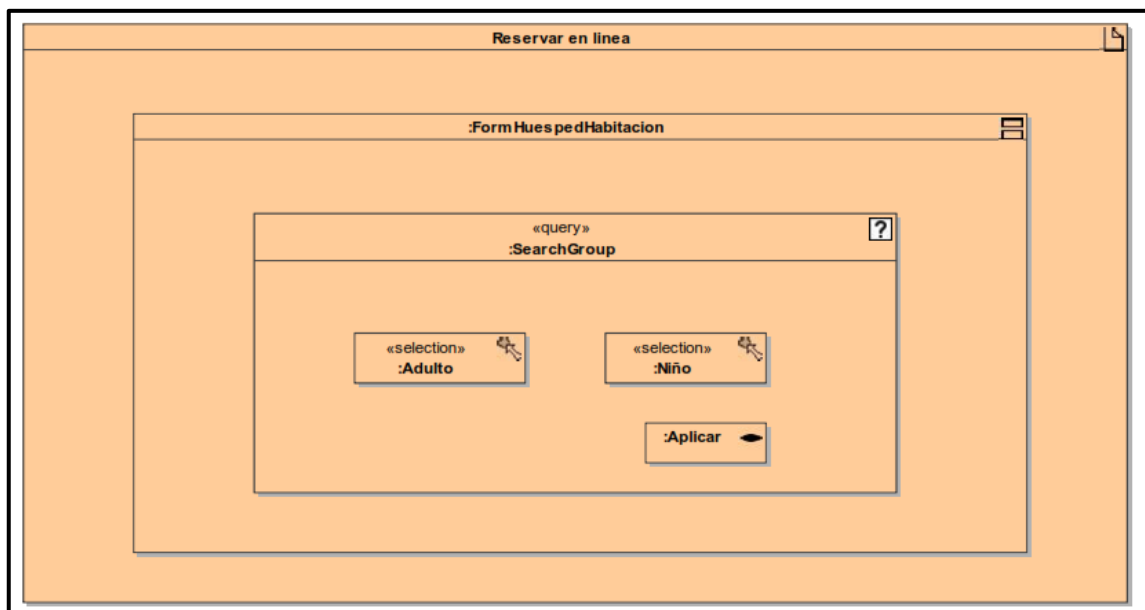 Reservar en linea
:FormHuespedHabitacion
«query»
?
:SearchGroup
«selection»
:Adulto
«selection»
:Niño
:Aplicar